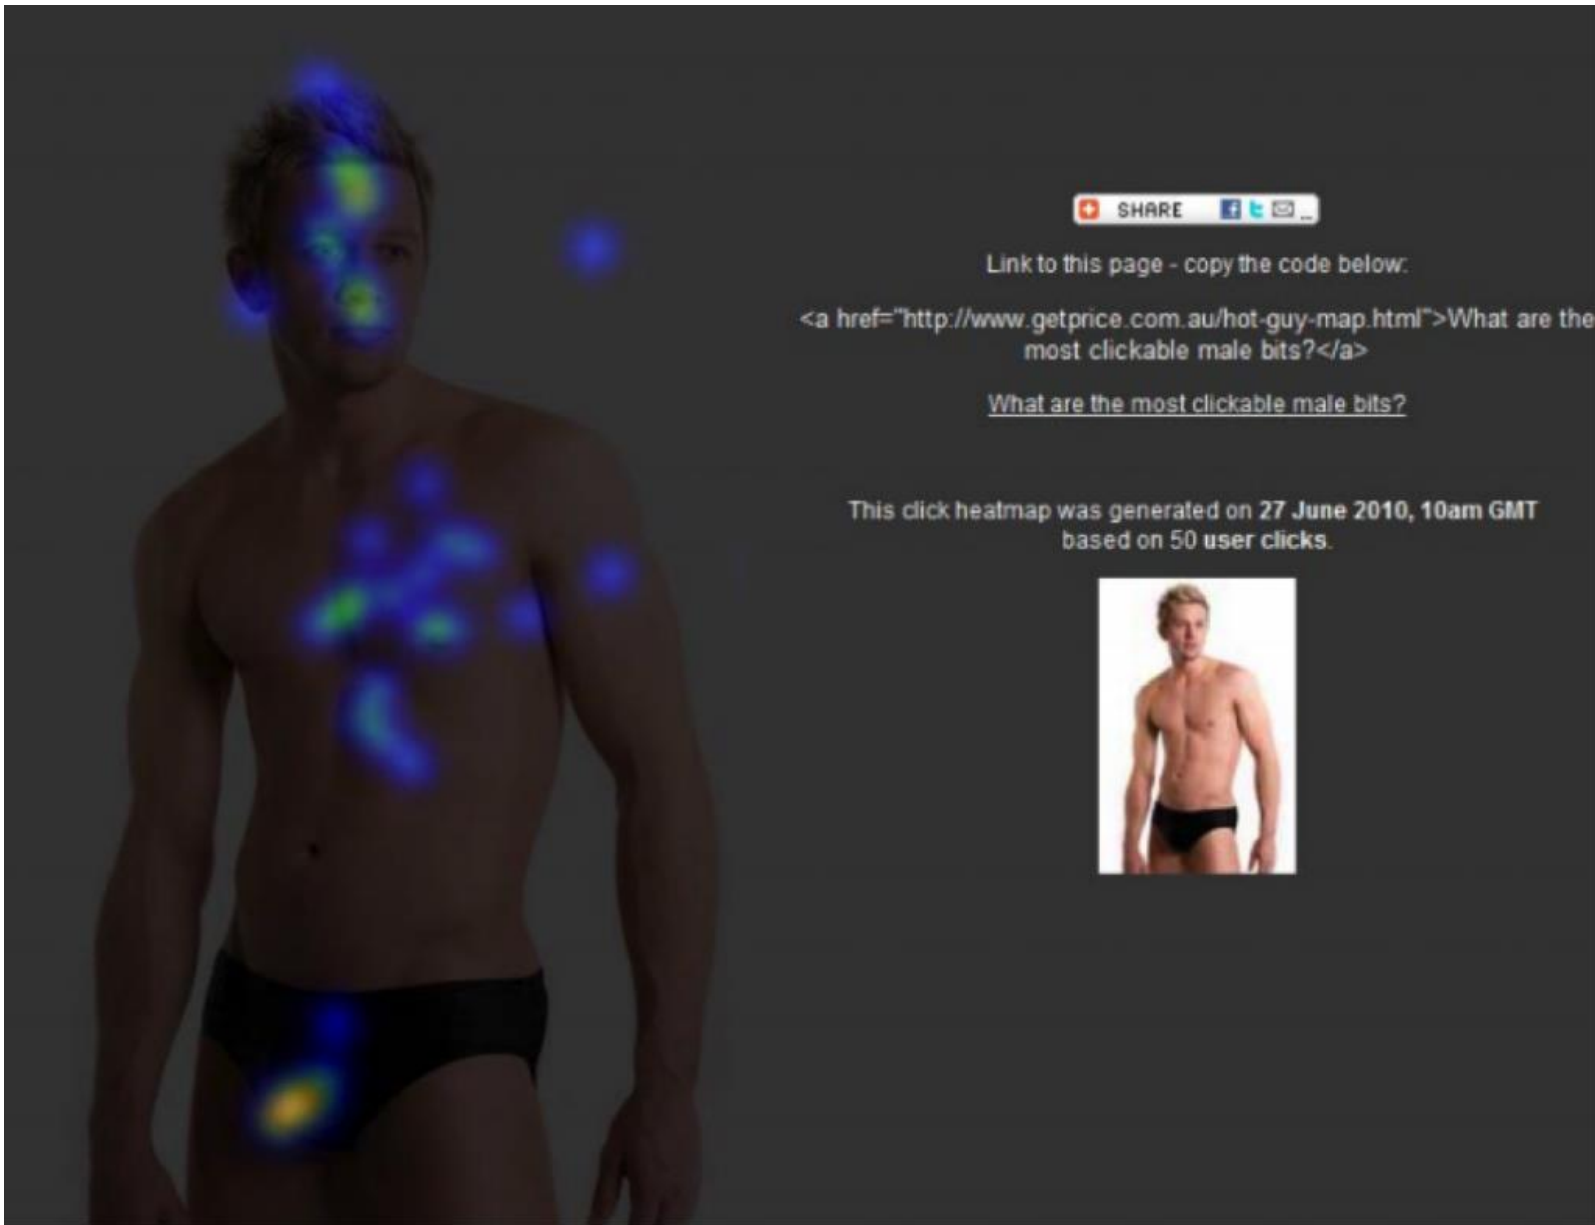 SHARE
Link to this page - copy the code below:
<a href="http://www.getprice.com.au/hot-guy-map.html">What are the
most clickable male bits?</a>
What are the most clickable male bits?
This click heatmap was generated on 27 June 2010, 10am GMT
based on 50 user clicks.